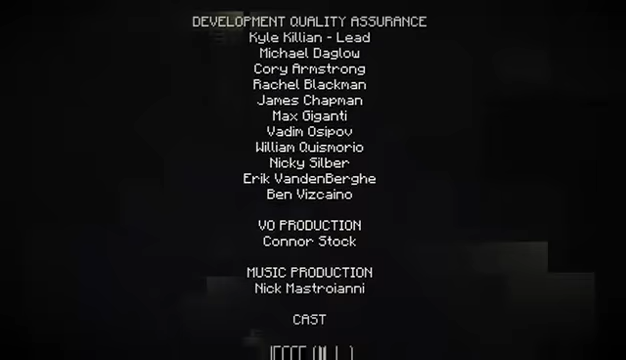 DEVELOPMENT QUALITY ASSURANCE
Kyle Killian - Lead
Michael Daglow
Cory Armstrong
Rachel Blackman
James Chapman
Max Giganti
Vadim Osipov
William Quismorio
Nicky Silber
Erik VandenBerghe
Ben Vizcaino
VO PRODUCTION
Connor Stock
MUSIC PRODUCTION
Nick Mastroianni
CAST